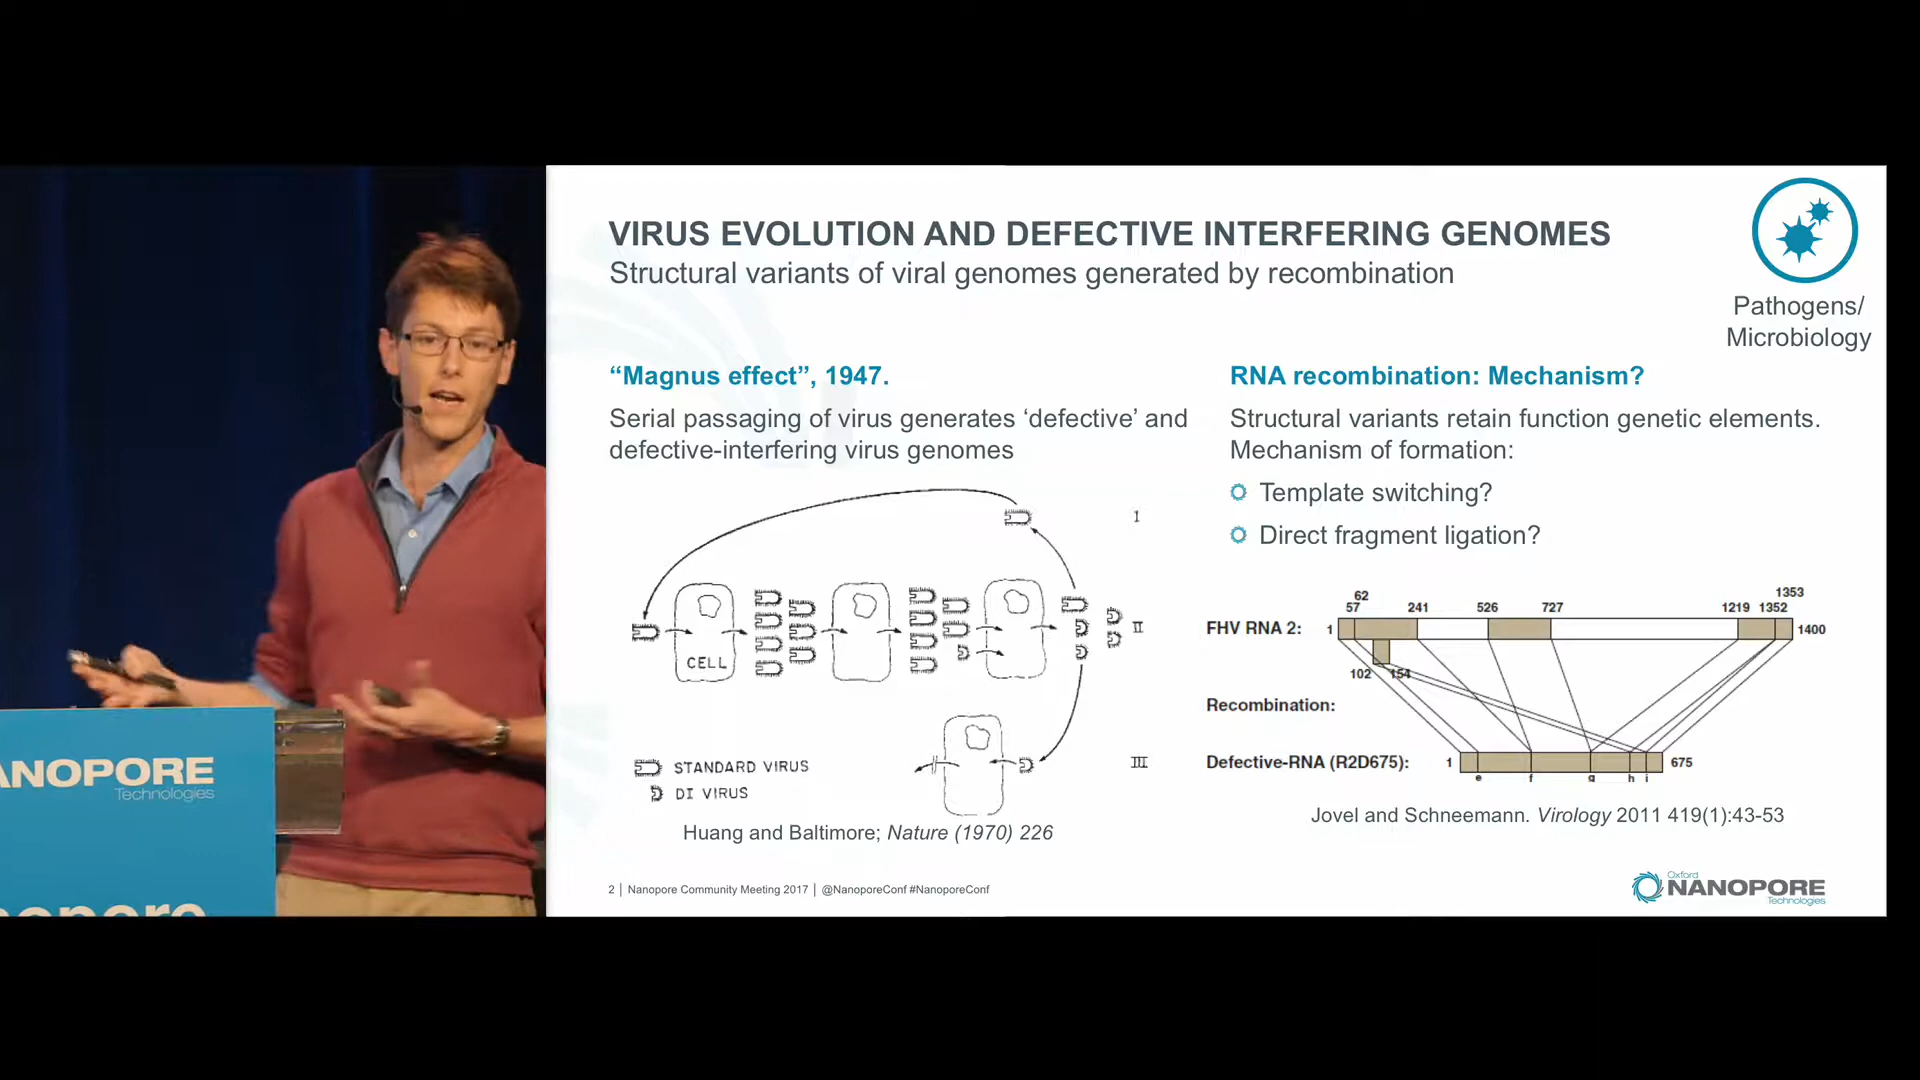 VIRUS EVOLUTION AND DEFECTIVE INTERFERING GENOMES
Structural variants of viral genomes generated by recombination
Pathogens/
Microbiology
“Magnus effect”, 1947.
Serial passaging of virus generates ‘defective’ and
defective-interfering virus genomes
I
II
CELL
III
STANDARD VIRUS
DI VIRUS
Huang and Baltimore; Nature (1970) 226
RNA recombination: Mechanism?
Structural variants retain function genetic elements.
Mechanism of formation:
Template switching?
Direct fragment ligation?
1353
62
57 241 526 727 1219 1352
FHV RNA 2: 1 1400
102 154
Recombination:
Defective-RNA (R2D675): 1 675
e f g h i
Jovel and Schneemann. Virology 2011 419(1):43-53
2 | Nanopore Community Meeting 2017 | @NanoporeConf #NanoporeConf
Oxford
NANOPORE
Technologies
ANOPORE
Technologies